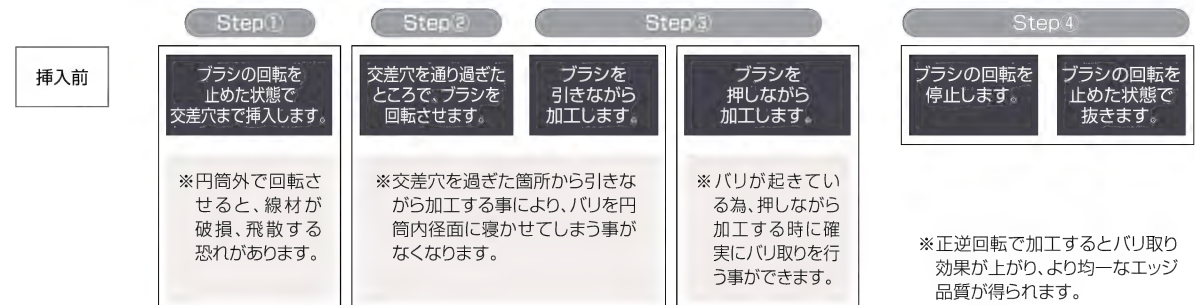 Step①
Step②
Step③
Step④
挿入前
ブラシの回転を
止めた状態で
交差穴まで挿入します。
交差穴を通り過ぎた
ところで、ブラシを
回転させます。
ブラシを
引きながら
加工します。
ブラシを
押しながら
加工します。
ブラシの回転を
停止します。
ブラシの回転を
止めた状態で
抜きます。
※円筒外で回転さ
せると、線材が
破損、飛散する
恐れがあります。
※交差穴を過ぎた箇所から引きな
がら加工する事により、バリを円
筒内径面に寝かせてしまう事が
なくなります。
※バリが起きてい
る為、押しながら
加工する時に確
実にバリ取りを行
う事ができます。
※正逆回転で加工するとバリ取り
効果が上がり、より均一なエッジ
品質が得られます。